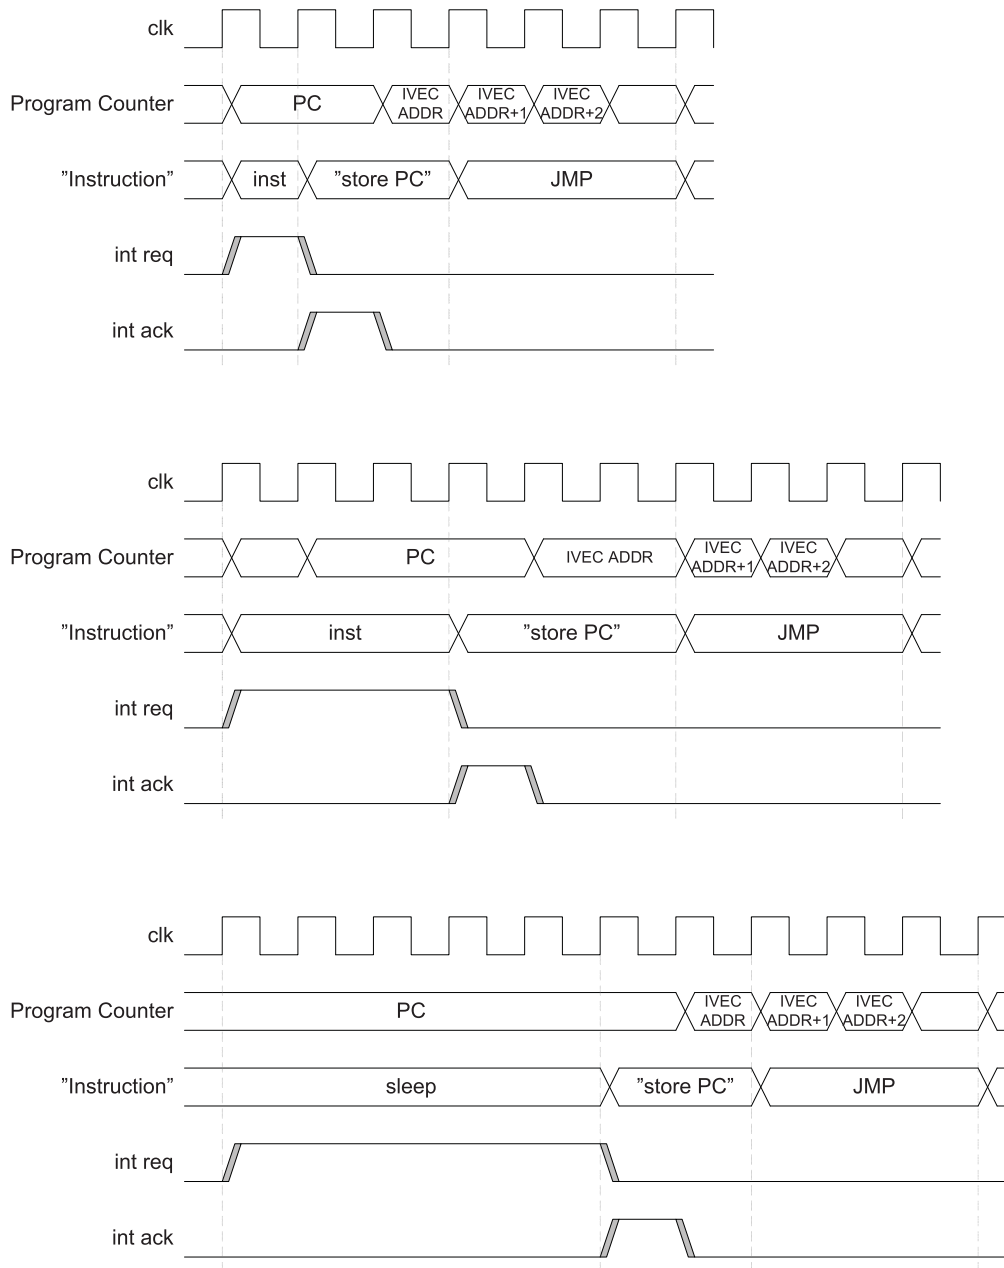 clk
Program Counter
PC
IVEC
ADDR
IVEC
ADDR+1
IVEC
ADDR+2
”Instruction”
inst
”store PC”
JMP
int req
int ack
clk
Program Counter
PC
IVEC ADDR
IVEC
ADDR+1
IVEC
ADDR+2
”Instruction”
inst
”store PC”
JMP
int req
int ack
clk
Program Counter
PC
IVEC
ADDR
IVEC
ADDR+1
IVEC
ADDR+2
”Instruction”
sleep
”store PC”
JMP
int req
int ack